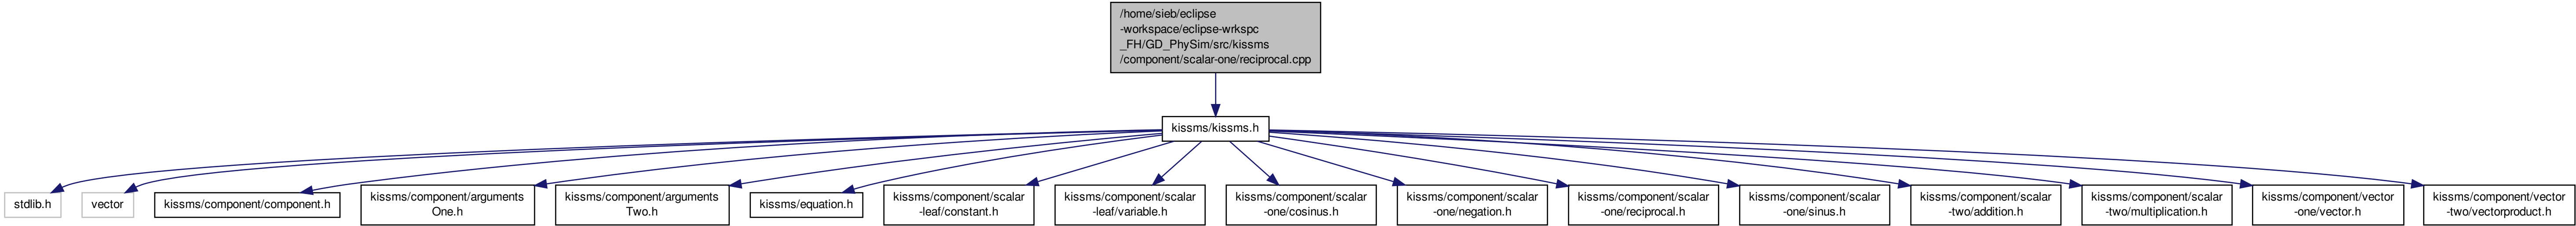 /home/sieb/eclipse
-workspace/eclipse-wrkspc
_FH/GD_PhySim/src/kissms
/component/scalar-one/reciprocal.cpp
kissms/kissms.h
stdlib.h
vector
kissms/component/component.h
kissms/component/arguments
One.h
kissms/component/arguments
Two.h
kissms/equation.h
kissms/component/scalar
-leaf/constant.h
kissms/component/scalar
-leaf/variable.h
kissms/component/scalar
-one/cosinus.h
kissms/component/scalar
-one/negation.h
kissms/component/scalar
-one/reciprocal.h
kissms/component/scalar
-one/sinus.h
kissms/component/scalar
-two/addition.h
kissms/component/scalar
-two/multiplication.h
kissms/component/vector
-one/vector.h
kissms/component/vector
-two/vectorproduct.h